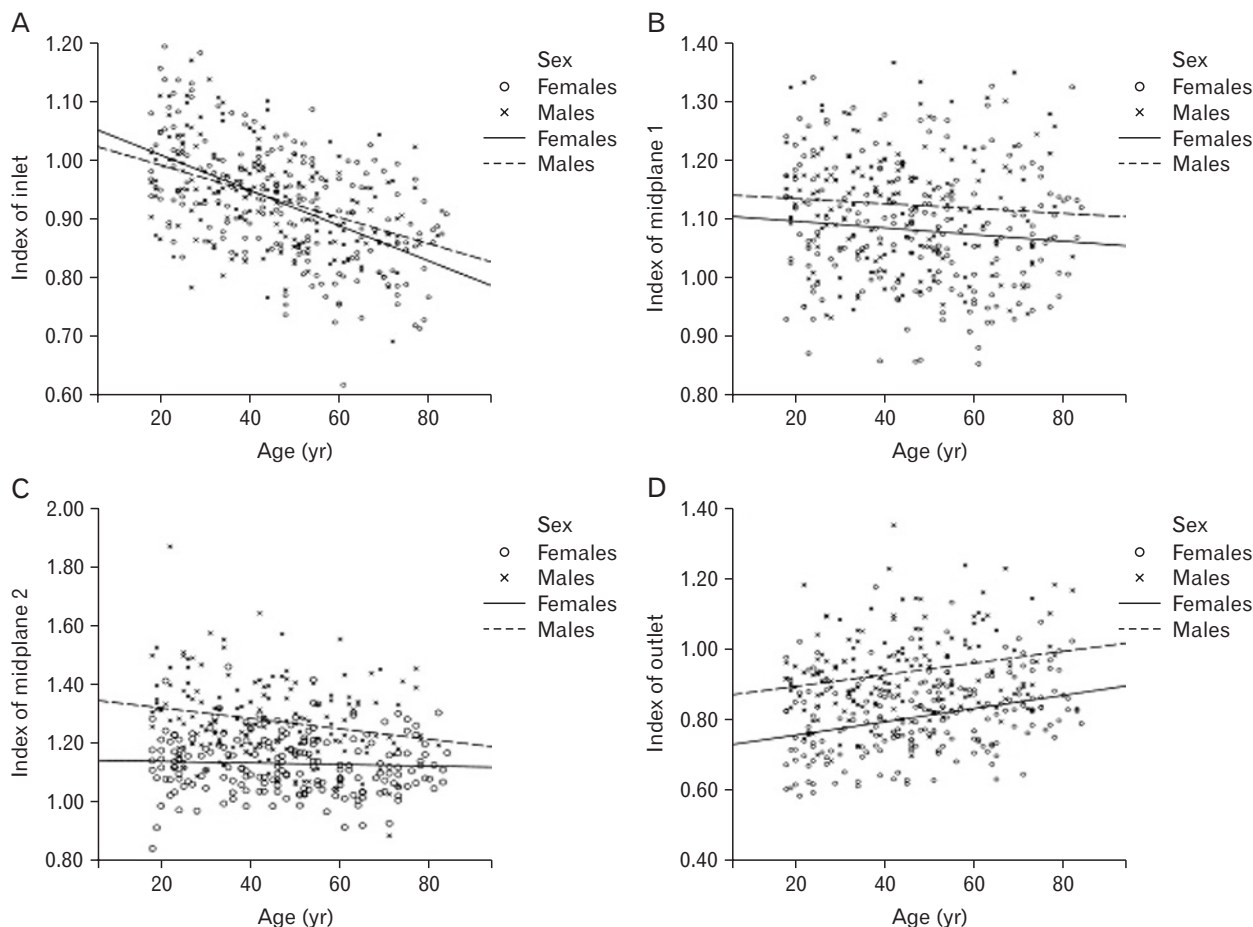 A
Index of inlet
1.20
1.10
1.00
0.90
0.80
0.70
0.60
20 40 60 80
Age (yr)
Sex
Females
Males
Females
Males
B
Index of midplane 1
1.40
1.30
1.20
1.10
1.00
0.90
0.80
20 40 60 80
Age (yr)
Sex
Females
Males
Females
Males
C
Index of midplane 2
2.00
1.80
1.60
1.40
1.20
1.00
0.80
20 40 60 80
Age (yr)
Sex
Females
Males
Females
Males
D
Index of outlet
1.40
1.20
1.00
0.80
0.60
0.40
20 40 60 80
Age (yr)
Sex
Females
Males
Females
Males